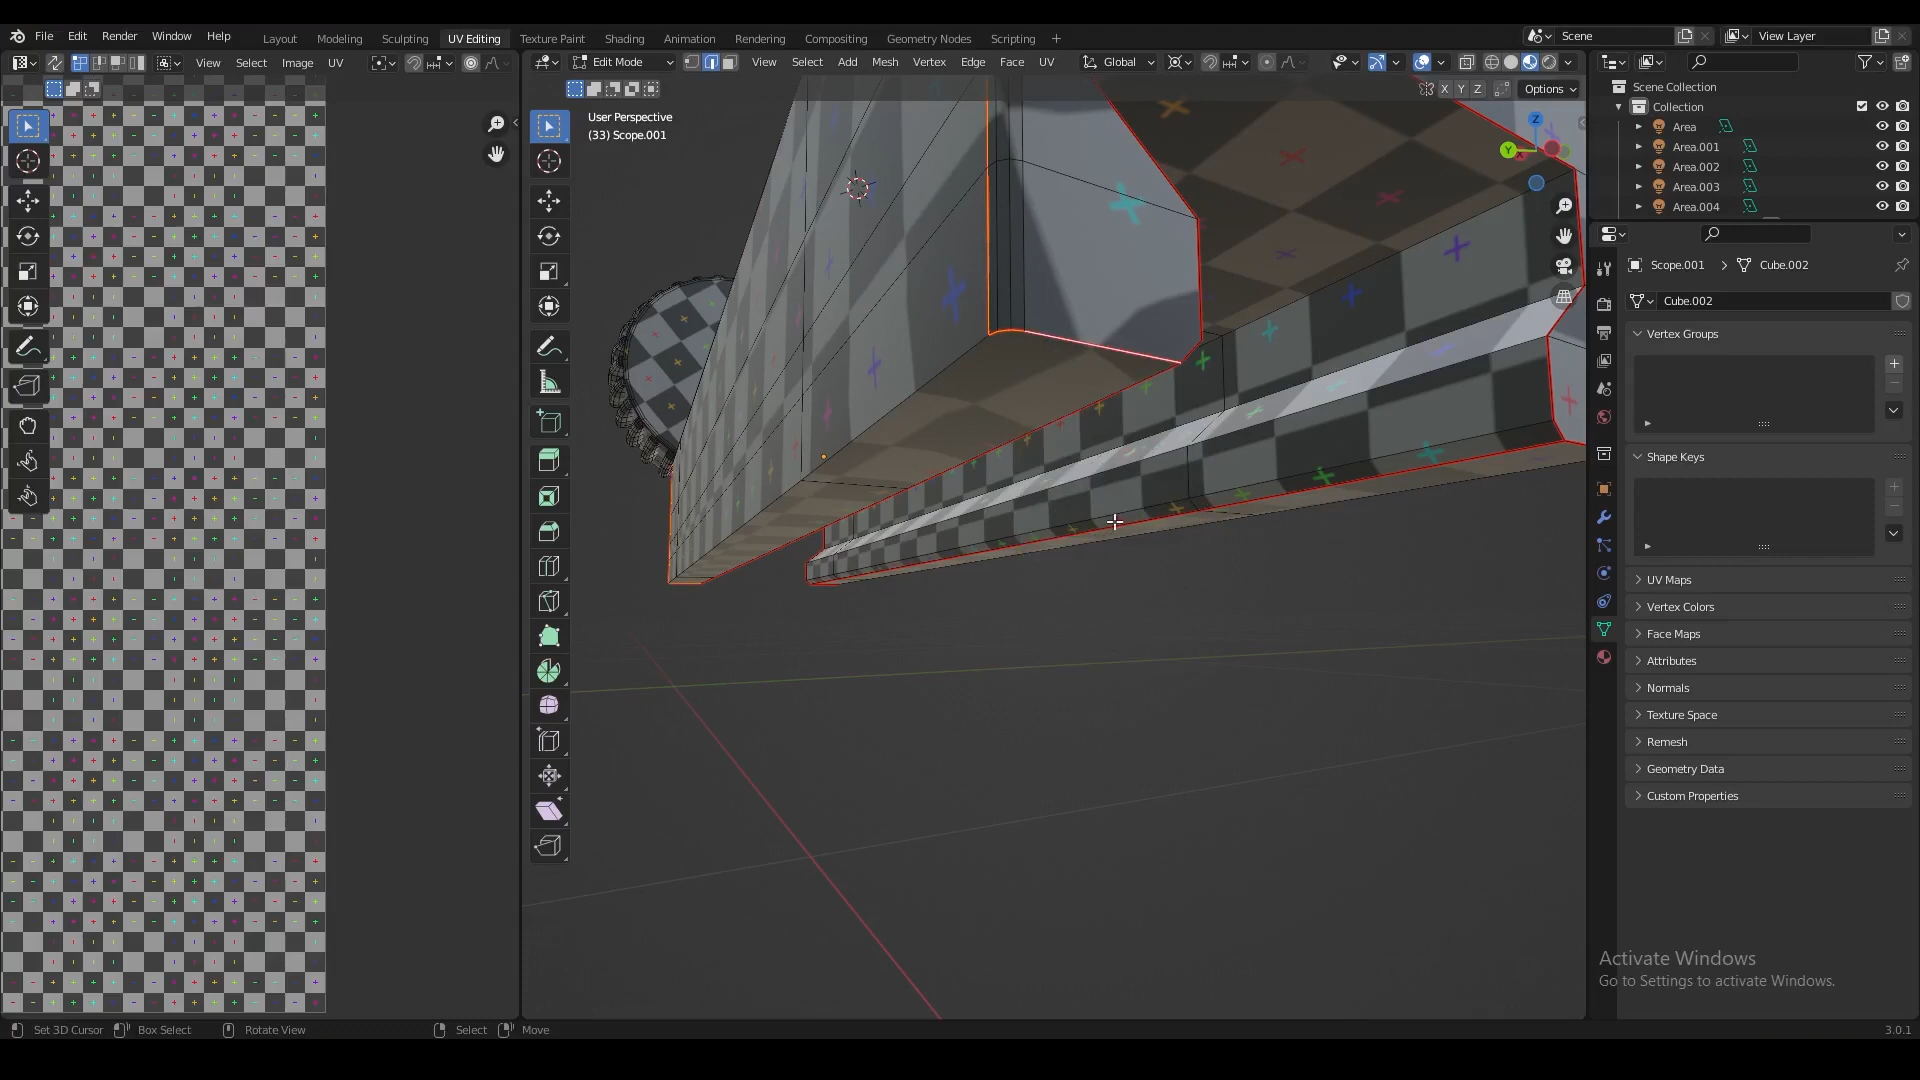 File Edit Render Window Help
Layout Modeling Sculpting UV Editing Texture Paint Shading Animation Rendering Compositing Geometry Nodes Scripting +
Scene
View Layer
View Select Image UV
Edit Mode
View Select Add Mesh Vertex Edge Face UV
Global
X Y Z
Options
User Perspective
(33) Scope.001
Z
Y
X
Scene Collection
Collection
Area
Area.001
Area.002
Area.003
Area.004
Scope.001 > Cube.002
Cube.002
Vertex Groups
Shape Keys
UV Maps
Vertex Colors
Face Maps
Attributes
Normals
Texture Space
Remesh
Geometry Data
Custom Properties
Activate Windows
Go to Settings to activate Windows.
Set 3D Cursor Box Select Rotate View Select Move
3.0.1